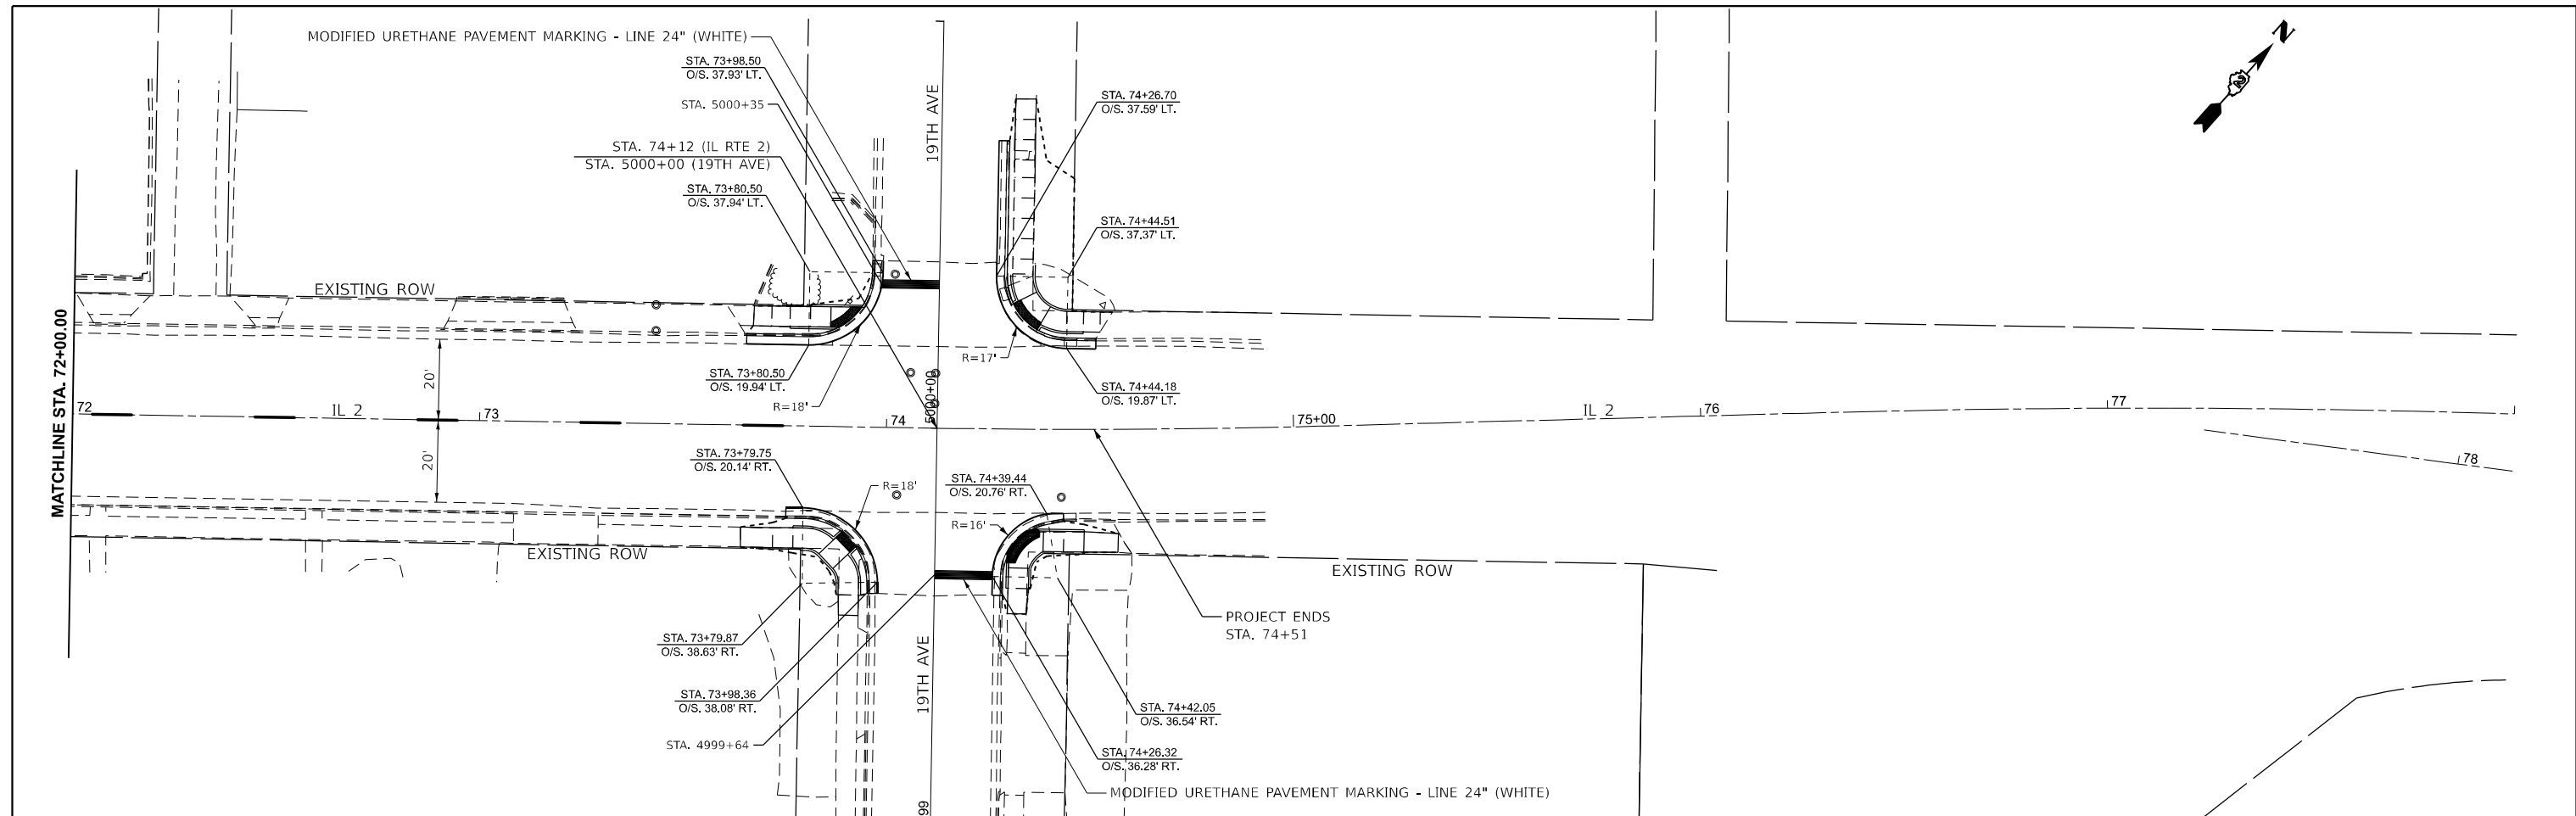 MODIFIED URETHANE PAVEMENT MARKING - LINE 24" (WHITE)
STA. 73+98.50
O/S. 37.93' LT.
STA. 5000+35
STA. 74+12 (IL RTE 2)
STA. 5000+00 (19TH AVE)
STA. 73+80.50
O/S. 37.94' LT.
19TH AVE
STA. 74+26.70
O/S. 37.59' LT.
STA. 74+44.51
O/S. 37.37' LT.
N
EXISTING ROW
MATCHLINE STA. 72+00.00
20'
20'
72
IL 2
73
STA. 73+80.50
O/S. 19.94' LT.
R=18'
74
5000+00
R=17'
STA. 74+44.18
O/S. 19.87' LT.
75+00
IL 2
76
77
78
STA. 73+79.75
O/S. 20.14' RT.
R=18'
STA. 74+39.44
O/S. 20.76' RT.
R=16'
EXISTING ROW
EXISTING ROW
PROJECT ENDS
STA. 74+51
STA. 73+79.87
O/S. 38.63' RT.
STA. 73+98.36
O/S. 38.08' RT.
19TH AVE
STA. 4999+64
STA. 74+42.05
O/S. 36.54' RT.
STA. 74+26.32
O/S. 36.28' RT.
MODIFIED URETHANE PAVEMENT MARKING - LINE 24" (WHITE)
99